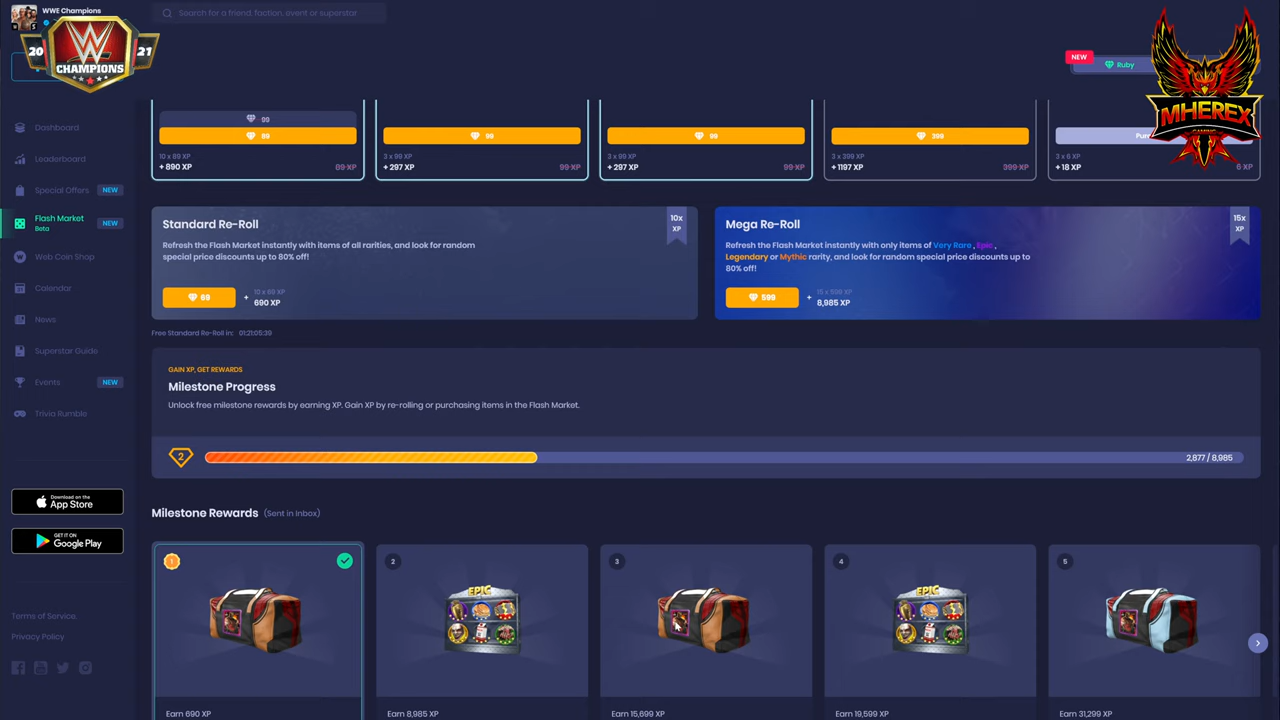 WWE Champions
Search for a friend, faction, event or superstar
20 W 21
CHAMPIONS
NEW
Ruby
MHEREX
GAMING
Dashboard
Leaderboard
Special Offers NEW
Flash Market NEW
Beta
Web Coin Shop
Calendar
News
Superstar Guide
Events NEW
Trivia Rumble
Download on the
App Store
GET IT ON
Google Play
Terms of Service
Privacy Policy
99
89
10 x 89 XP
+ 890 XP 89 XP
99
3 x 99 XP
+ 297 XP 99 XP
99
3 x 99 XP
+ 297 XP 99 XP
399
3 x 399 XP
+ 1197 XP 399 XP
3 x 6 XP
+ 18 XP 6 XP
Standard Re-Roll
10x
XP
Refresh the Flash Market instantly with items of all rarities, and look for random
special price discounts up to 80% off!
69 + 10 x 69 XP
690 XP
Mega Re-Roll
15x
XP
Refresh the Flash Market instantly with only items of Very Rare , Epic ,
Legendary or Mythic rarity, and look for random special price discounts up to
80% off!
599 + 15 x 599 XP
8,985 XP
Free Standard Re-Roll in: 01:21:05:39
GAIN XP, GET REWARDS
Milestone Progress
Unlock free milestone rewards by earning XP. Gain XP by re-rolling or purchasing items in the Flash Market.
2
2,877 / 8,985
Milestone Rewards (Sent in Inbox)
1
Earn 690 XP
2
EPIC
Earn 8,985 XP
3
Earn 15,699 XP
4
EPIC
Earn 19,599 XP
5
Earn 31,299 XP